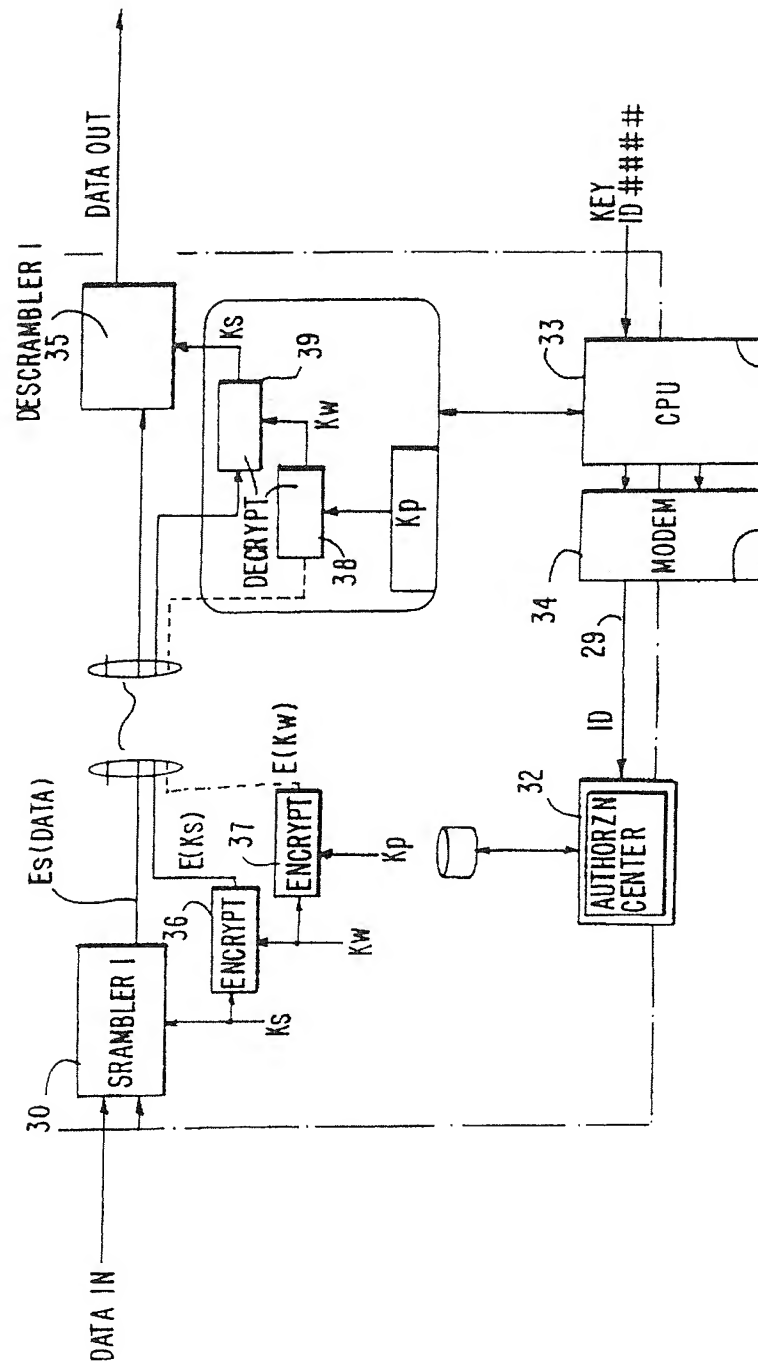 DATA IN
30
SRAMBLER I
Es(DATA)
Ks
36
ENCRYPT
E(Ks)
Kw
37
ENCRYPT
E(Kw)
Kp
DESCRAMBLER I
35
DATA OUT
Ks
39
Kw
DECRYPT
38
Kp
32
AUTHORZN
CENTER
ID
29
34
MODEM
33
CPU
KEY
ID ####